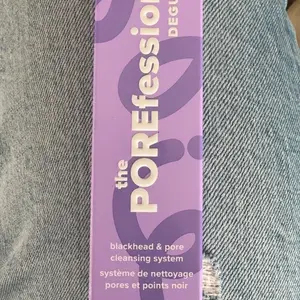 the
POREfession
DEGU
blackhead & pore
cleansing system
système de nettoyage
pores et points noir